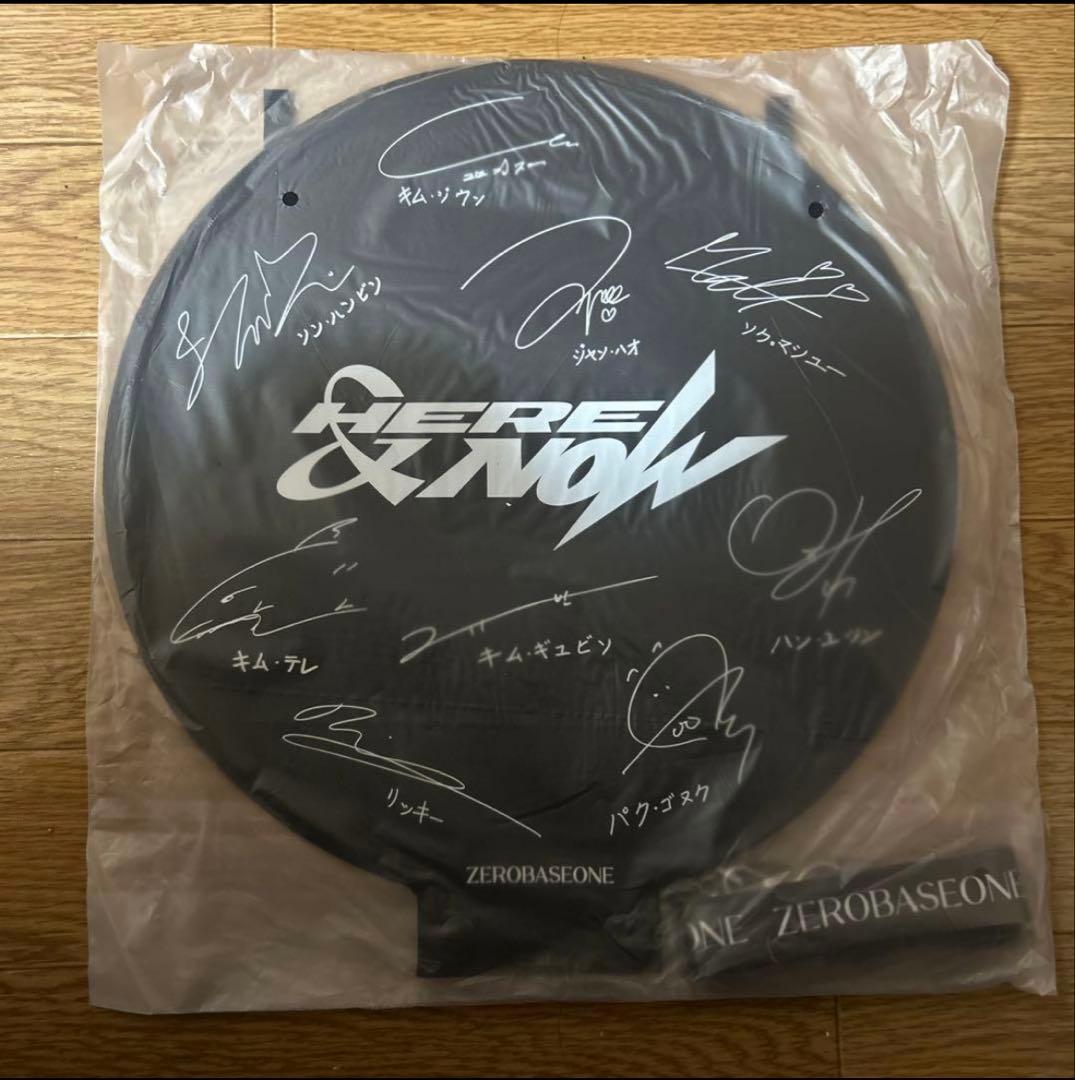 キム・ジウン
ソン・ハンビン
ジャン・ハオ
ソク・マシュー
HERE
& NOW
キム・テレ
キム・ギュビン
ハン・ユジン
リッキー
パク・ゴヌク
ZEROBASEONE
ONE ZEROBASEONE